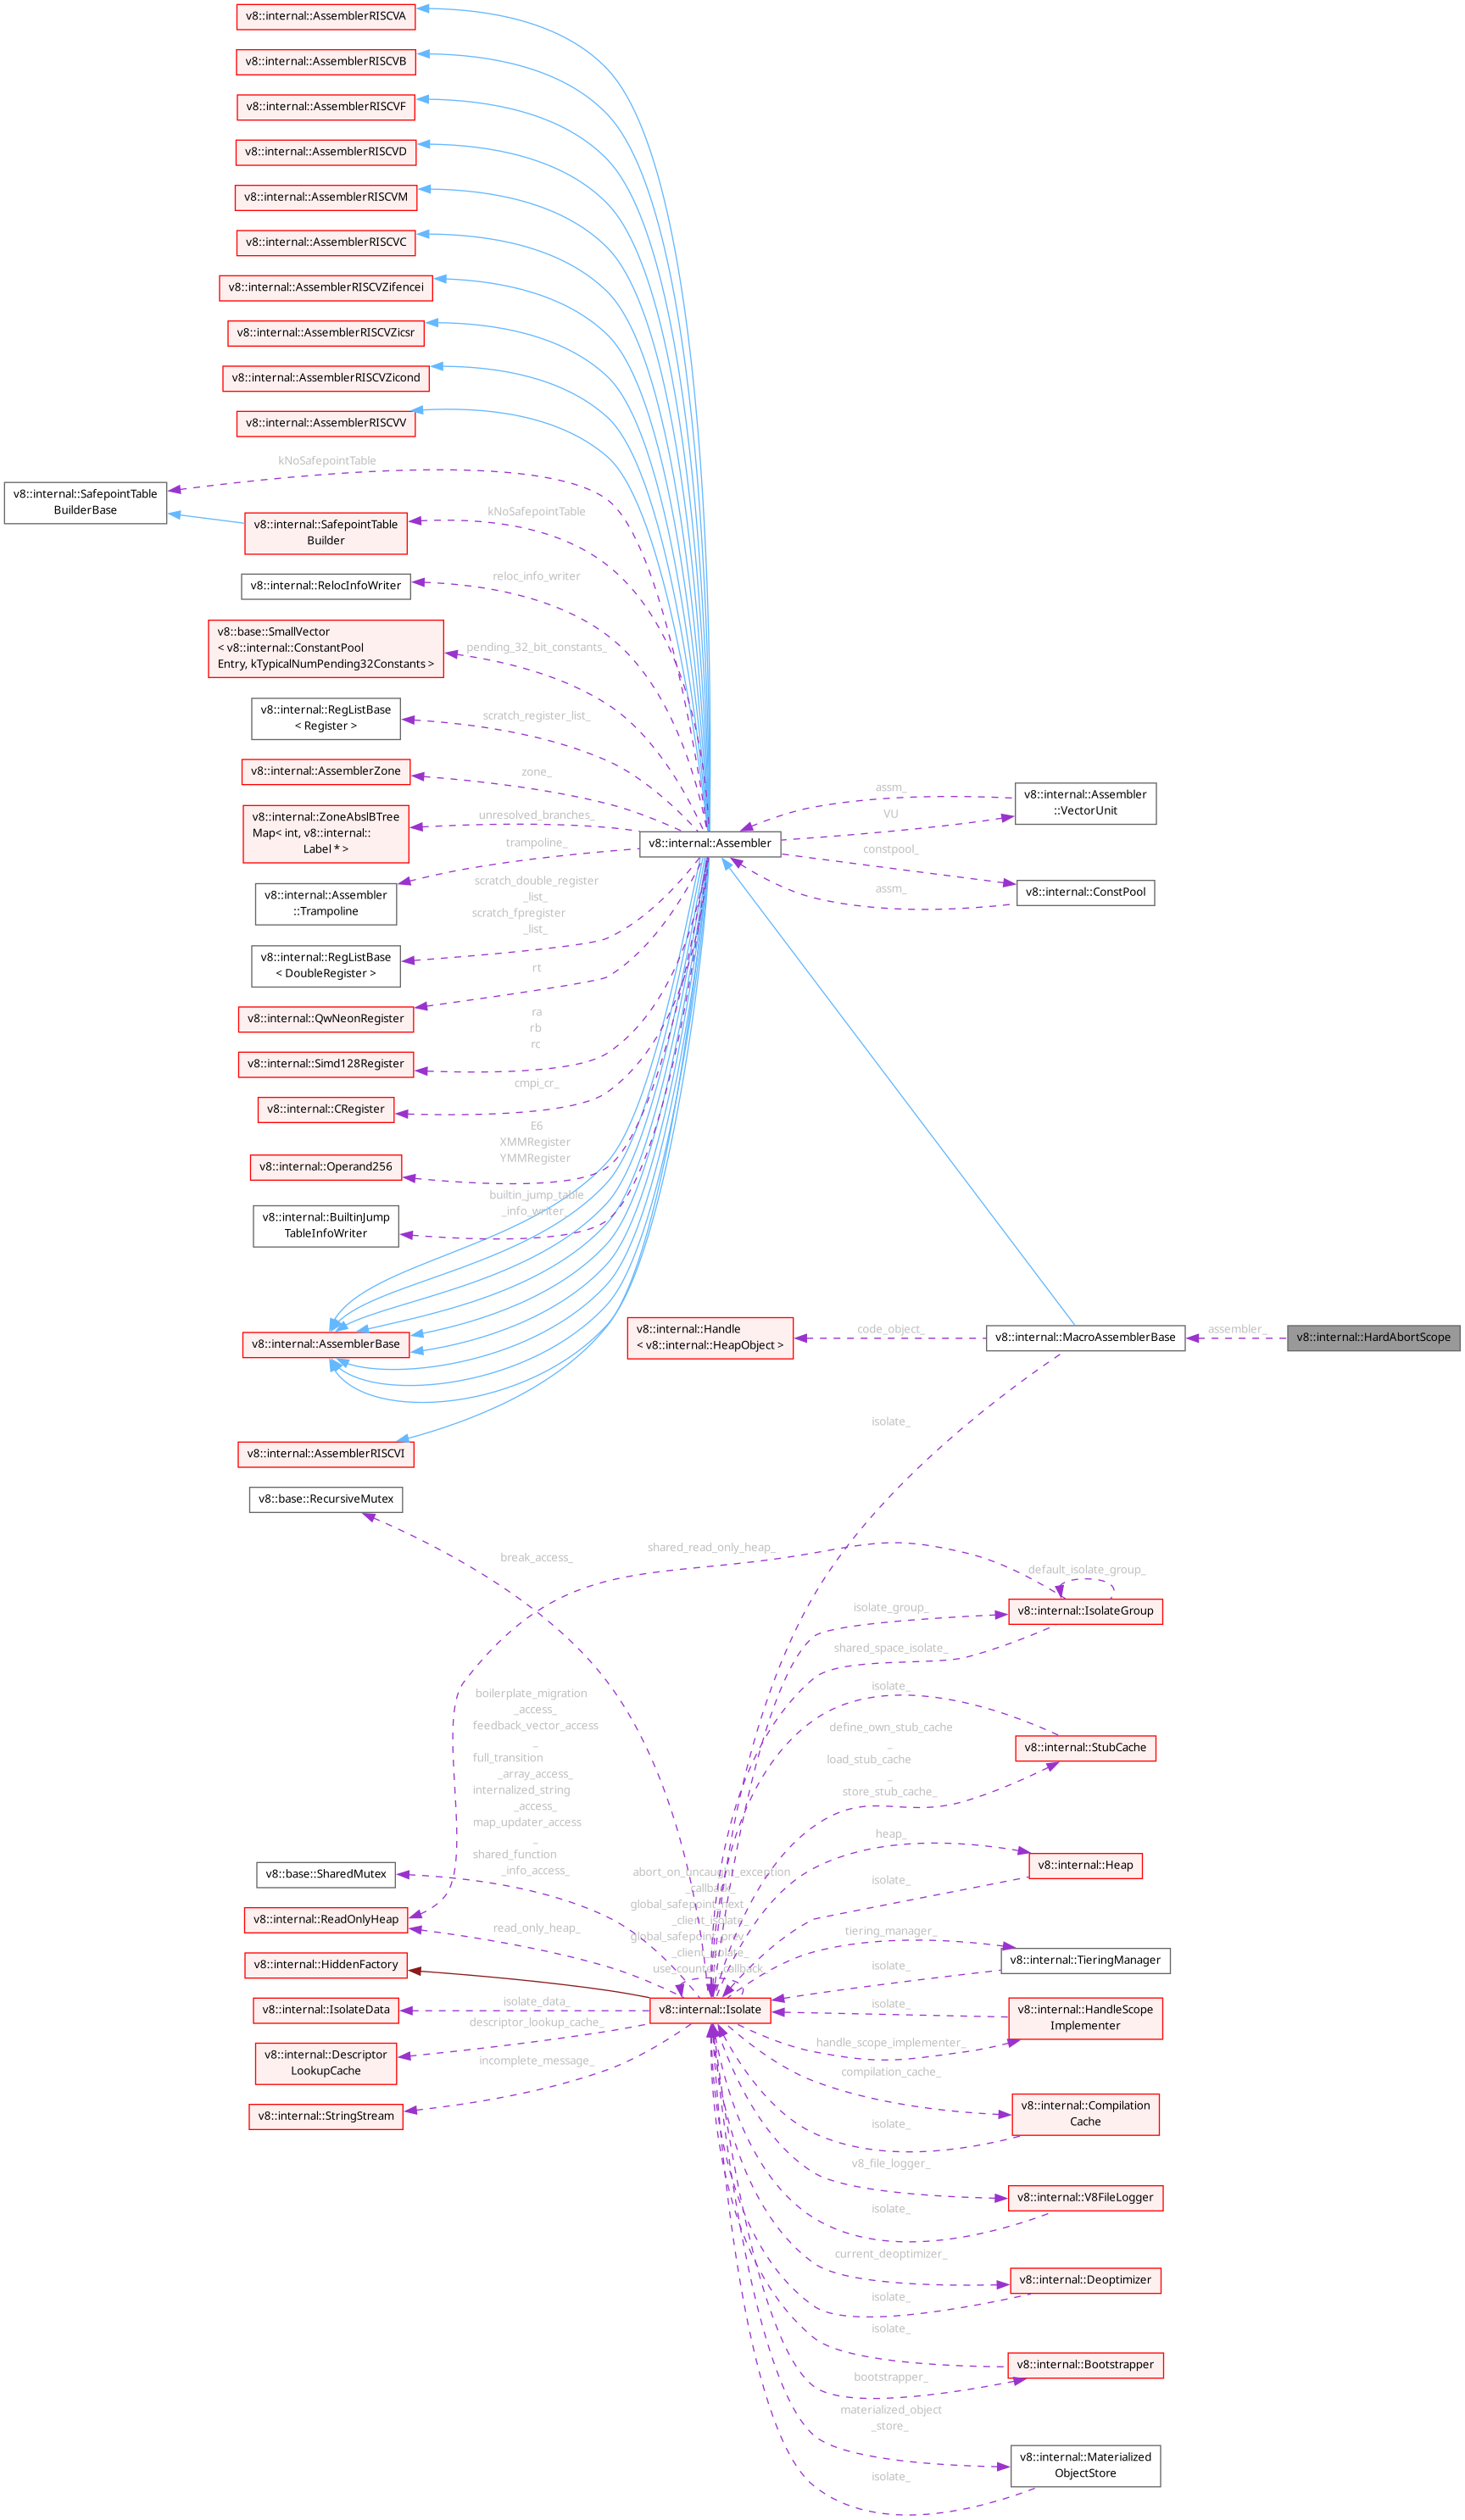 v8::internal::AssemblerRISCVA
v8::internal::AssemblerRISCVB
v8::internal::AssemblerRISCVF
v8::internal::AssemblerRISCVD
v8::internal::AssemblerRISCVM
v8::internal::AssemblerRISCVC
v8::internal::AssemblerRISCVZifencei
v8::internal::AssemblerRISCVZicsr
v8::internal::AssemblerRISCVZicond
v8::internal::AssemblerRISCVV
kNoSafepointTable
v8::internal::SafepointTable
BuilderBase
kNoSafepointTable
v8::internal::SafepointTable
Builder
reloc_info_writer
v8::internal::RelocInfoWriter
v8::base::SmallVector
< v8::internal::ConstantPool
Entry, kTypicalNumPending32Constants >
pending_32_bit_constants_
v8::internal::RegListBase
< Register >
scratch_register_list_
v8::internal::AssemblerZone
zone_
v8::internal::ZoneAbslBTree
Map< int, v8::internal::
Label * >
unresolved_branches_
v8::internal::Assembler
assm_
VU
v8::internal::Assembler
::VectorUnit
constpool_
assm_
v8::internal::ConstPool
trampoline_
v8::internal::Assembler
::Trampoline
scratch_double_register
_list_
scratch_fpregister
_list_
v8::internal::RegListBase
< DoubleRegister >
rt
v8::internal::QwNeonRegister
ra
rb
rc
v8::internal::Simd128Register
cmpi_cr_
v8::internal::CRegister
E6
XMMRegister
YMMRegister
v8::internal::Operand256
builtin_jump_table
_info_writer
v8::internal::BuiltinJump
TableInfoWriter
v8::internal::AssemblerBase
v8::internal::Handle
< v8::internal::HeapObject >
code_object_
v8::internal::MacroAssemblerBase
assembler_
v8::internal::HardAbortScope
isolate_
v8::internal::AssemblerRISCVI
v8::base::RecursiveMutex
break_access_
shared_read_only_heap_
default_isolate_group_
isolate_group_
v8::internal::IsolateGroup
shared_space_isolate_
boilerplate_migration
_access_
feedback_vector_access
_
full_transition
_array_access_
internalized_string
_access_
map_updater_access
_
shared_function
_info_access_
isolate_
define_own_stub_cache
_
load_stub_cache
_
store_stub_cache_
v8::internal::StubCache
v8::base::SharedMutex
heap_
v8::internal::Heap
isolate_
abort_on_uncaught_exception
_callback_
global_safepoint_next
_client_isolate_
global_safepoint_prev
_client_isolate_
use_counter_callback_
v8::internal::ReadOnlyHeap
read_only_heap_
tiering_manager_
v8::internal::TieringManager
isolate_
v8::internal::HiddenFactory
v8::internal::Isolate
v8::internal::IsolateData
isolate_data_
isolate_
v8::internal::HandleScope
Implementer
handle_scope_implementer_
v8::internal::Descriptor
LookupCache
descriptor_lookup_cache_
v8::internal::StringStream
incomplete_message_
compilation_cache_
v8::internal::Compilation
Cache
isolate_
v8_file_logger_
v8::internal::V8FileLogger
isolate_
current_deoptimizer_
v8::internal::Deoptimizer
isolate_
isolate_
v8::internal::Bootstrapper
bootstrapper_
materialized_object
_store_
v8::internal::Materialized
ObjectStore
isolate_